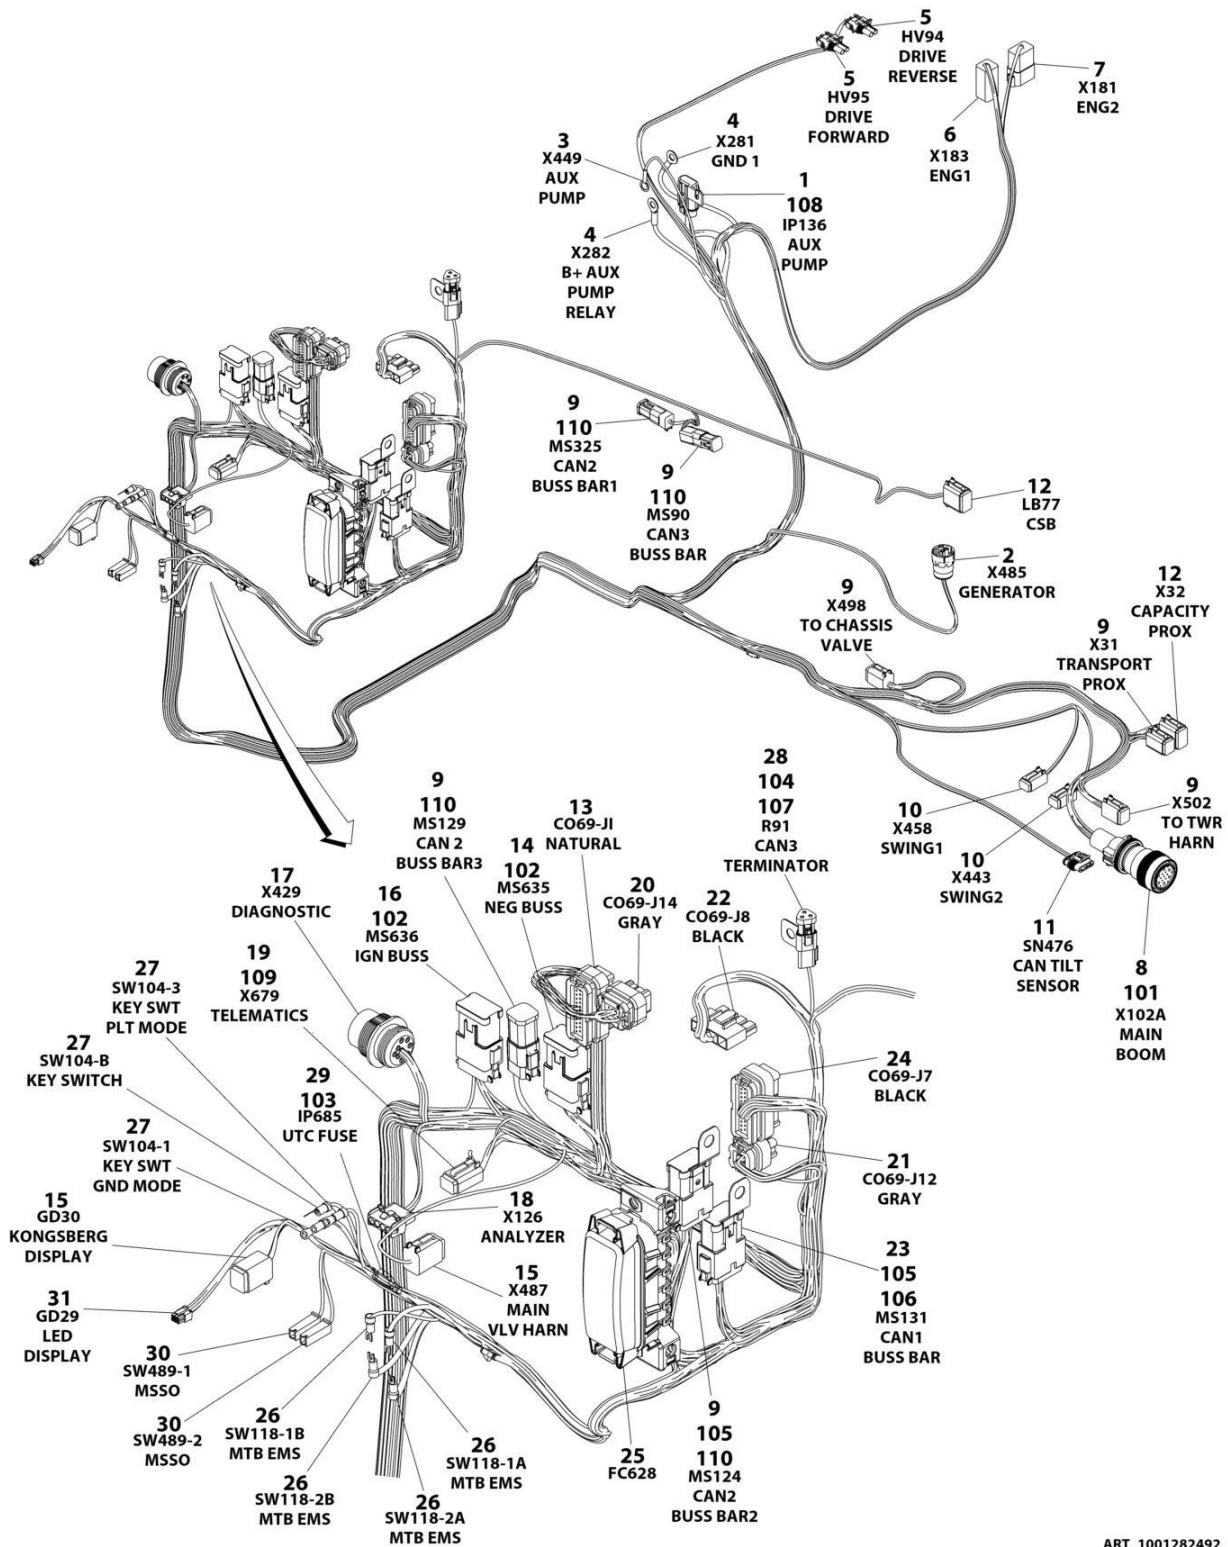 5
HV94
DRIVE
REVERSE
5
HV95
DRIVE
FORWARD
7
X181
ENG2
6
X183
ENG1
4
X281
GND 1
3
X449
AUX
PUMP
1
108
IP136
AUX
PUMP
4
X282
B+ AUX
PUMP
RELAY
9
110
MS325
CAN2
BUSS BAR1
9
110
MS90
CAN3
BUSS BAR
12
LB77
CSB
2
X485
GENERATOR
9
X498
TO CHASSIS
VALVE
12
X32
CAPACITY
PROX
9
X31
TRANSPORT
PROX
10
X458
SWING1
10
X443
SWING2
9
X502
TO TWR
HARN
11
SN476
CAN TILT
SENSOR
8
101
X102A
MAIN
BOOM
28
104
107
R91
CAN3
TERMINATOR
9
110
MS129
CAN 2
BUSS BAR3
13
CO69-JI
NATURAL
14
102
MS635
NEG BUSS
20
CO69-J14
GRAY
22
CO69-J8
BLACK
17
X429
DIAGNOSTIC
16
102
MS636
IGN BUSS
19
109
X679
TELEMATICS
27
SW104-3
KEY SWT
PLT MODE
27
SW104-B
KEY SWITCH
29
103
IP685
UTC FUSE
27
SW104-1
KEY SWT
GND MODE
24
CO69-J7
BLACK
21
CO69-J12
GRAY
15
GD30
KONGSBERG
DISPLAY
18
X126
ANALYZER
15
X487
MAIN
VLV HARN
23
105
106
MS131
CAN1
BUSS BAR
31
GD29
LED
DISPLAY
30
SW489-1
MSSO
30
SW489-2
MSSO
26
SW118-1B
MTB EMS
26
SW118-2B
MTB EMS
26
SW118-1A
MTB EMS
26
SW118-2A
MTB EMS
25
FC628
9
105
110
MS124
CAN2
BUSS BAR2
ART_1001282492